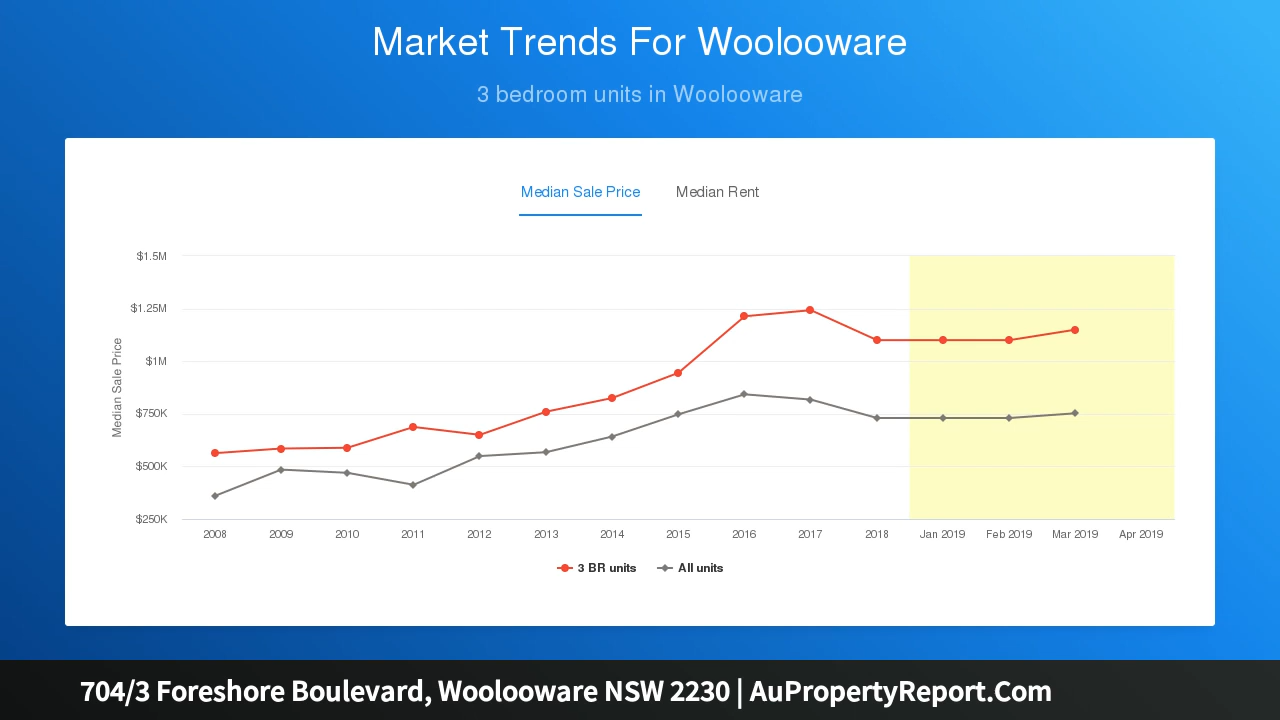 Market Trends For Woolooware
3 bedroom units in Woolooware
Median Sale Price Median Rent
$1.5M
$1.25M
$1M
$750K
$500K
$250K
Median Sale Price
2008 2009 2010 2011 2012 2013 2014 2015 2016 2017 2018 Jan 2019 Feb 2019 Mar 2019 Apr 2019
3 BR units All units
704/3 Foreshore Boulevard, Woolooware NSW 2230 | AuPropertyReport.Com